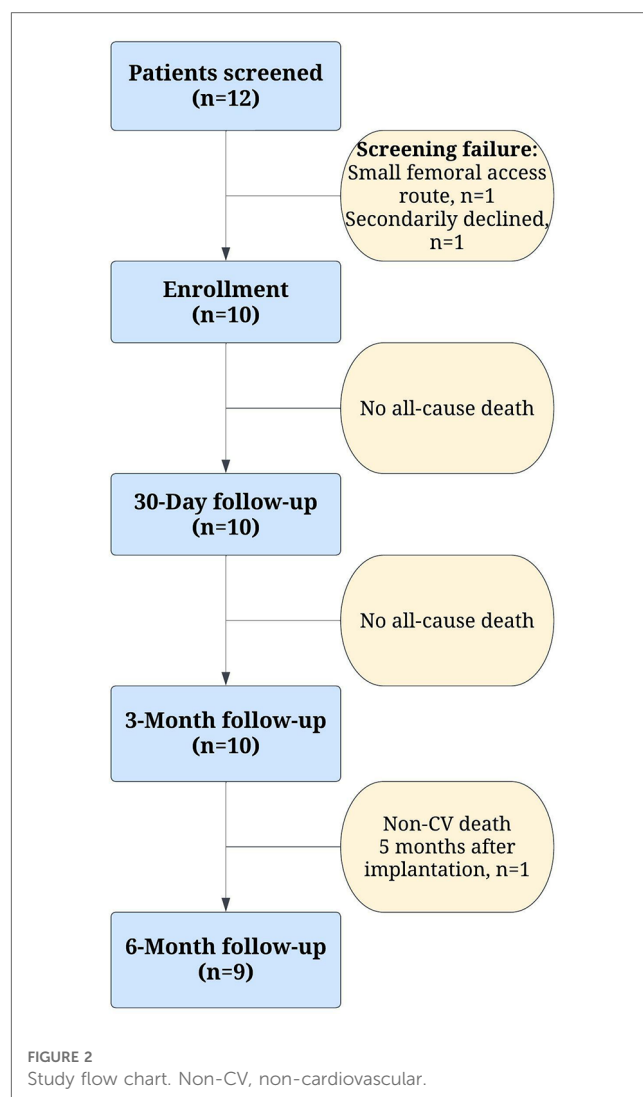 Patients screened
(n=12)
Screening failure:
Small femoral access
route, n=1
Secondarily declined,
n=1
Enrollment
(n=10)
No all-cause death
30-Day follow-up
(n=10)
No all-cause death
3-Month follow-up
(n=10)
Non-CV death
5 months after
implantation, n=1
6-Month follow-up
(n=9)
FIGURE 2
Study flow chart. Non-CV, non-cardiovascular.